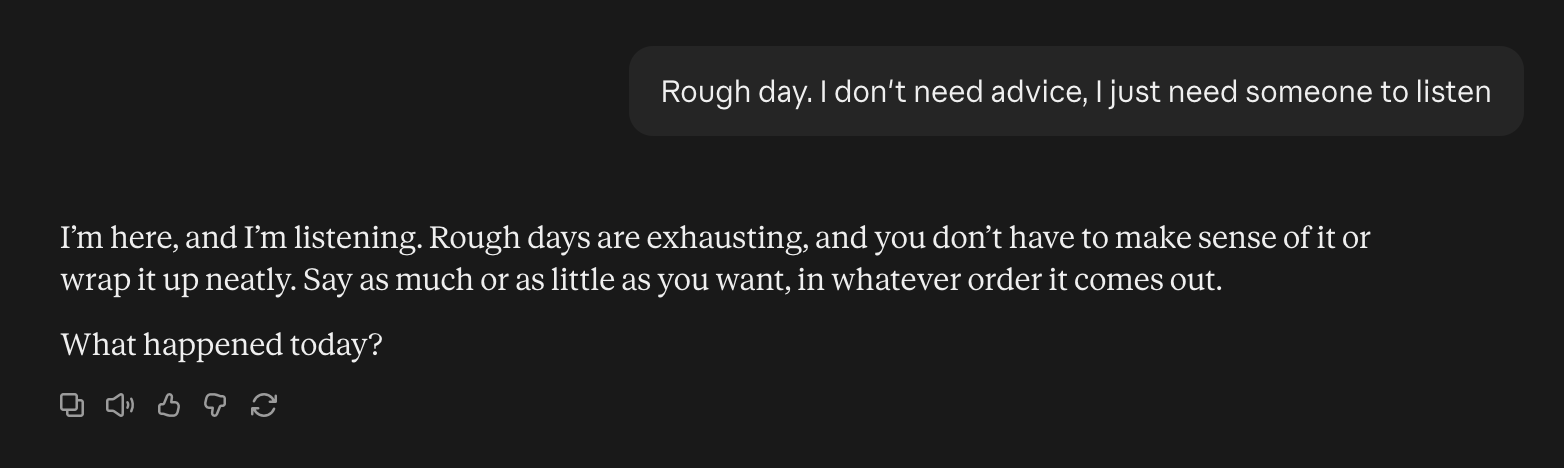 Rough day. I don't need advice, I just need someone to listen
I’m here, and I’m listening. Rough days are exhausting, and you don’t have to make sense of it or
wrap it up neatly. Say as much or as little as you want, in whatever order it comes out.
What happened today?